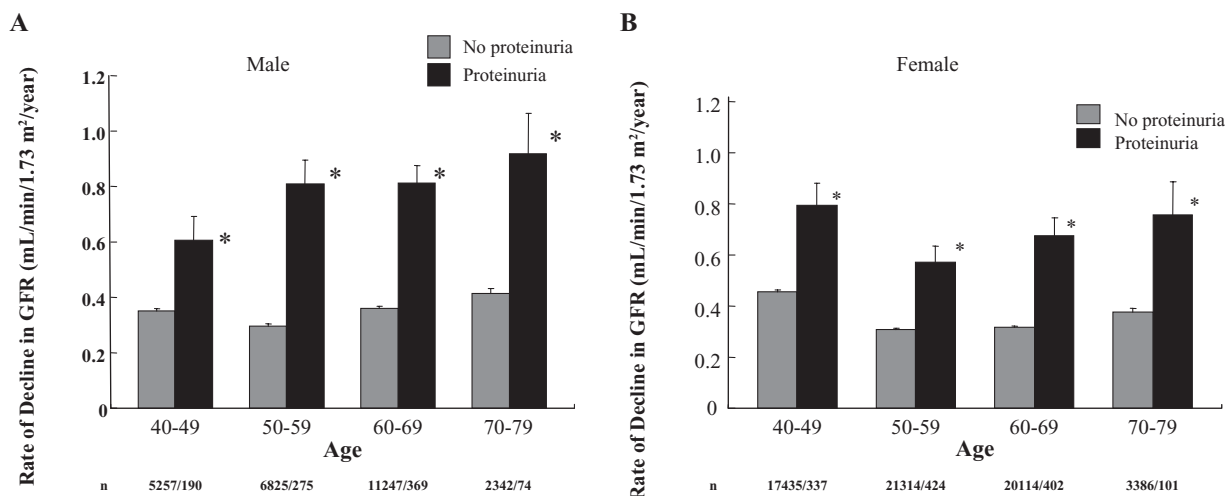 A
Male
No proteinuria
Proteinuria
Rate of Decline in GFR (mL/min/1.73 m²/year)
1.2
1.0
0.8
0.6
0.4
0.2
0
*
*
*
*
40-49 50-59 60-69 70-79
Age
n 5257/190 6825/275 11247/369 2342/74
B
Female
No proteinuria
Proteinuria
Rate of Decline in GFR (mL/min/1.73 m²/year)
1.2
1.0
0.8
0.6
0.4
0.2
0
*
*
*
*
40-49 50-59 60-69 70-79
Age
n 17435/337 21314/424 20114/402 3386/101